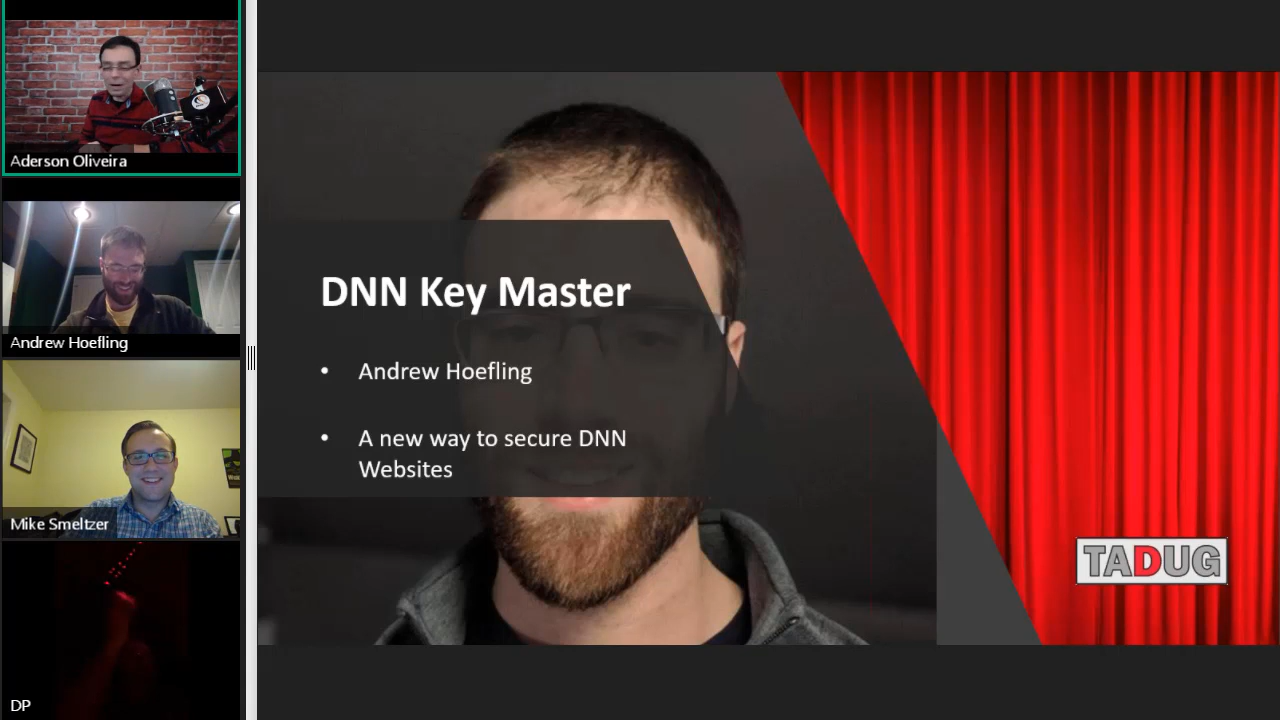 Aderson Oliveira
Andrew Hoefling
Mike Smeltzer
DP
DNN Key Master
• Andrew Hoefling
• A new way to secure DNN
Websites
TADUG